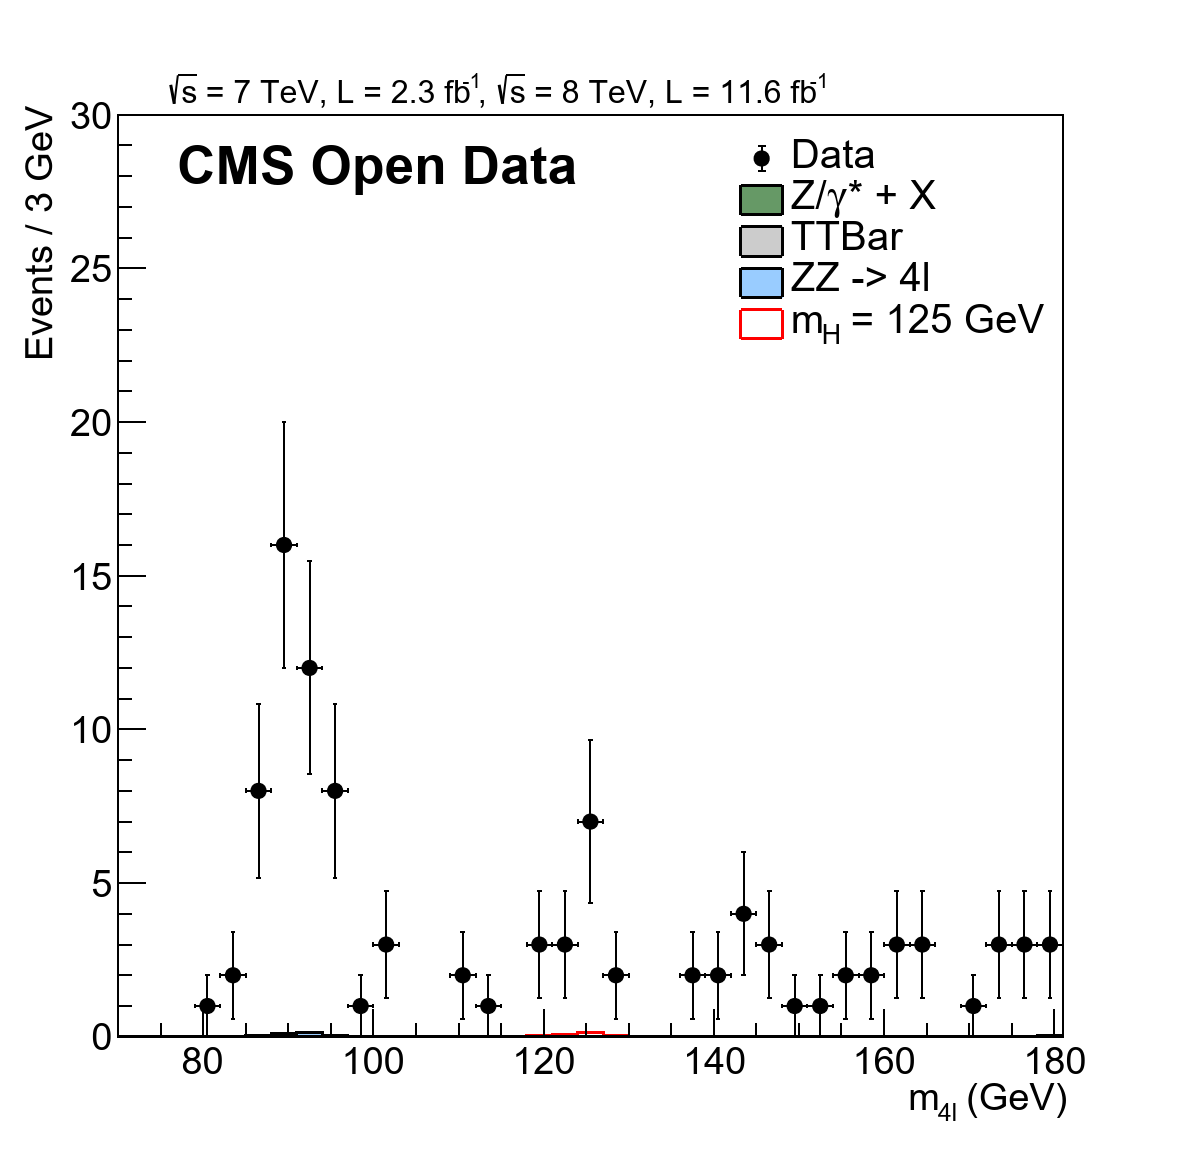 √s = 7 TeV, L = 2.3 fb⁻¹, √s = 8 TeV, L = 11.6 fb⁻¹
CMS Open Data
Data
Z/γ* + X
TTBar
ZZ -> 4l
m_H = 125 GeV
Events / 3 GeV
30
25
20
15
10
5
0
80 100 120 140 160 180
m_4l (GeV)